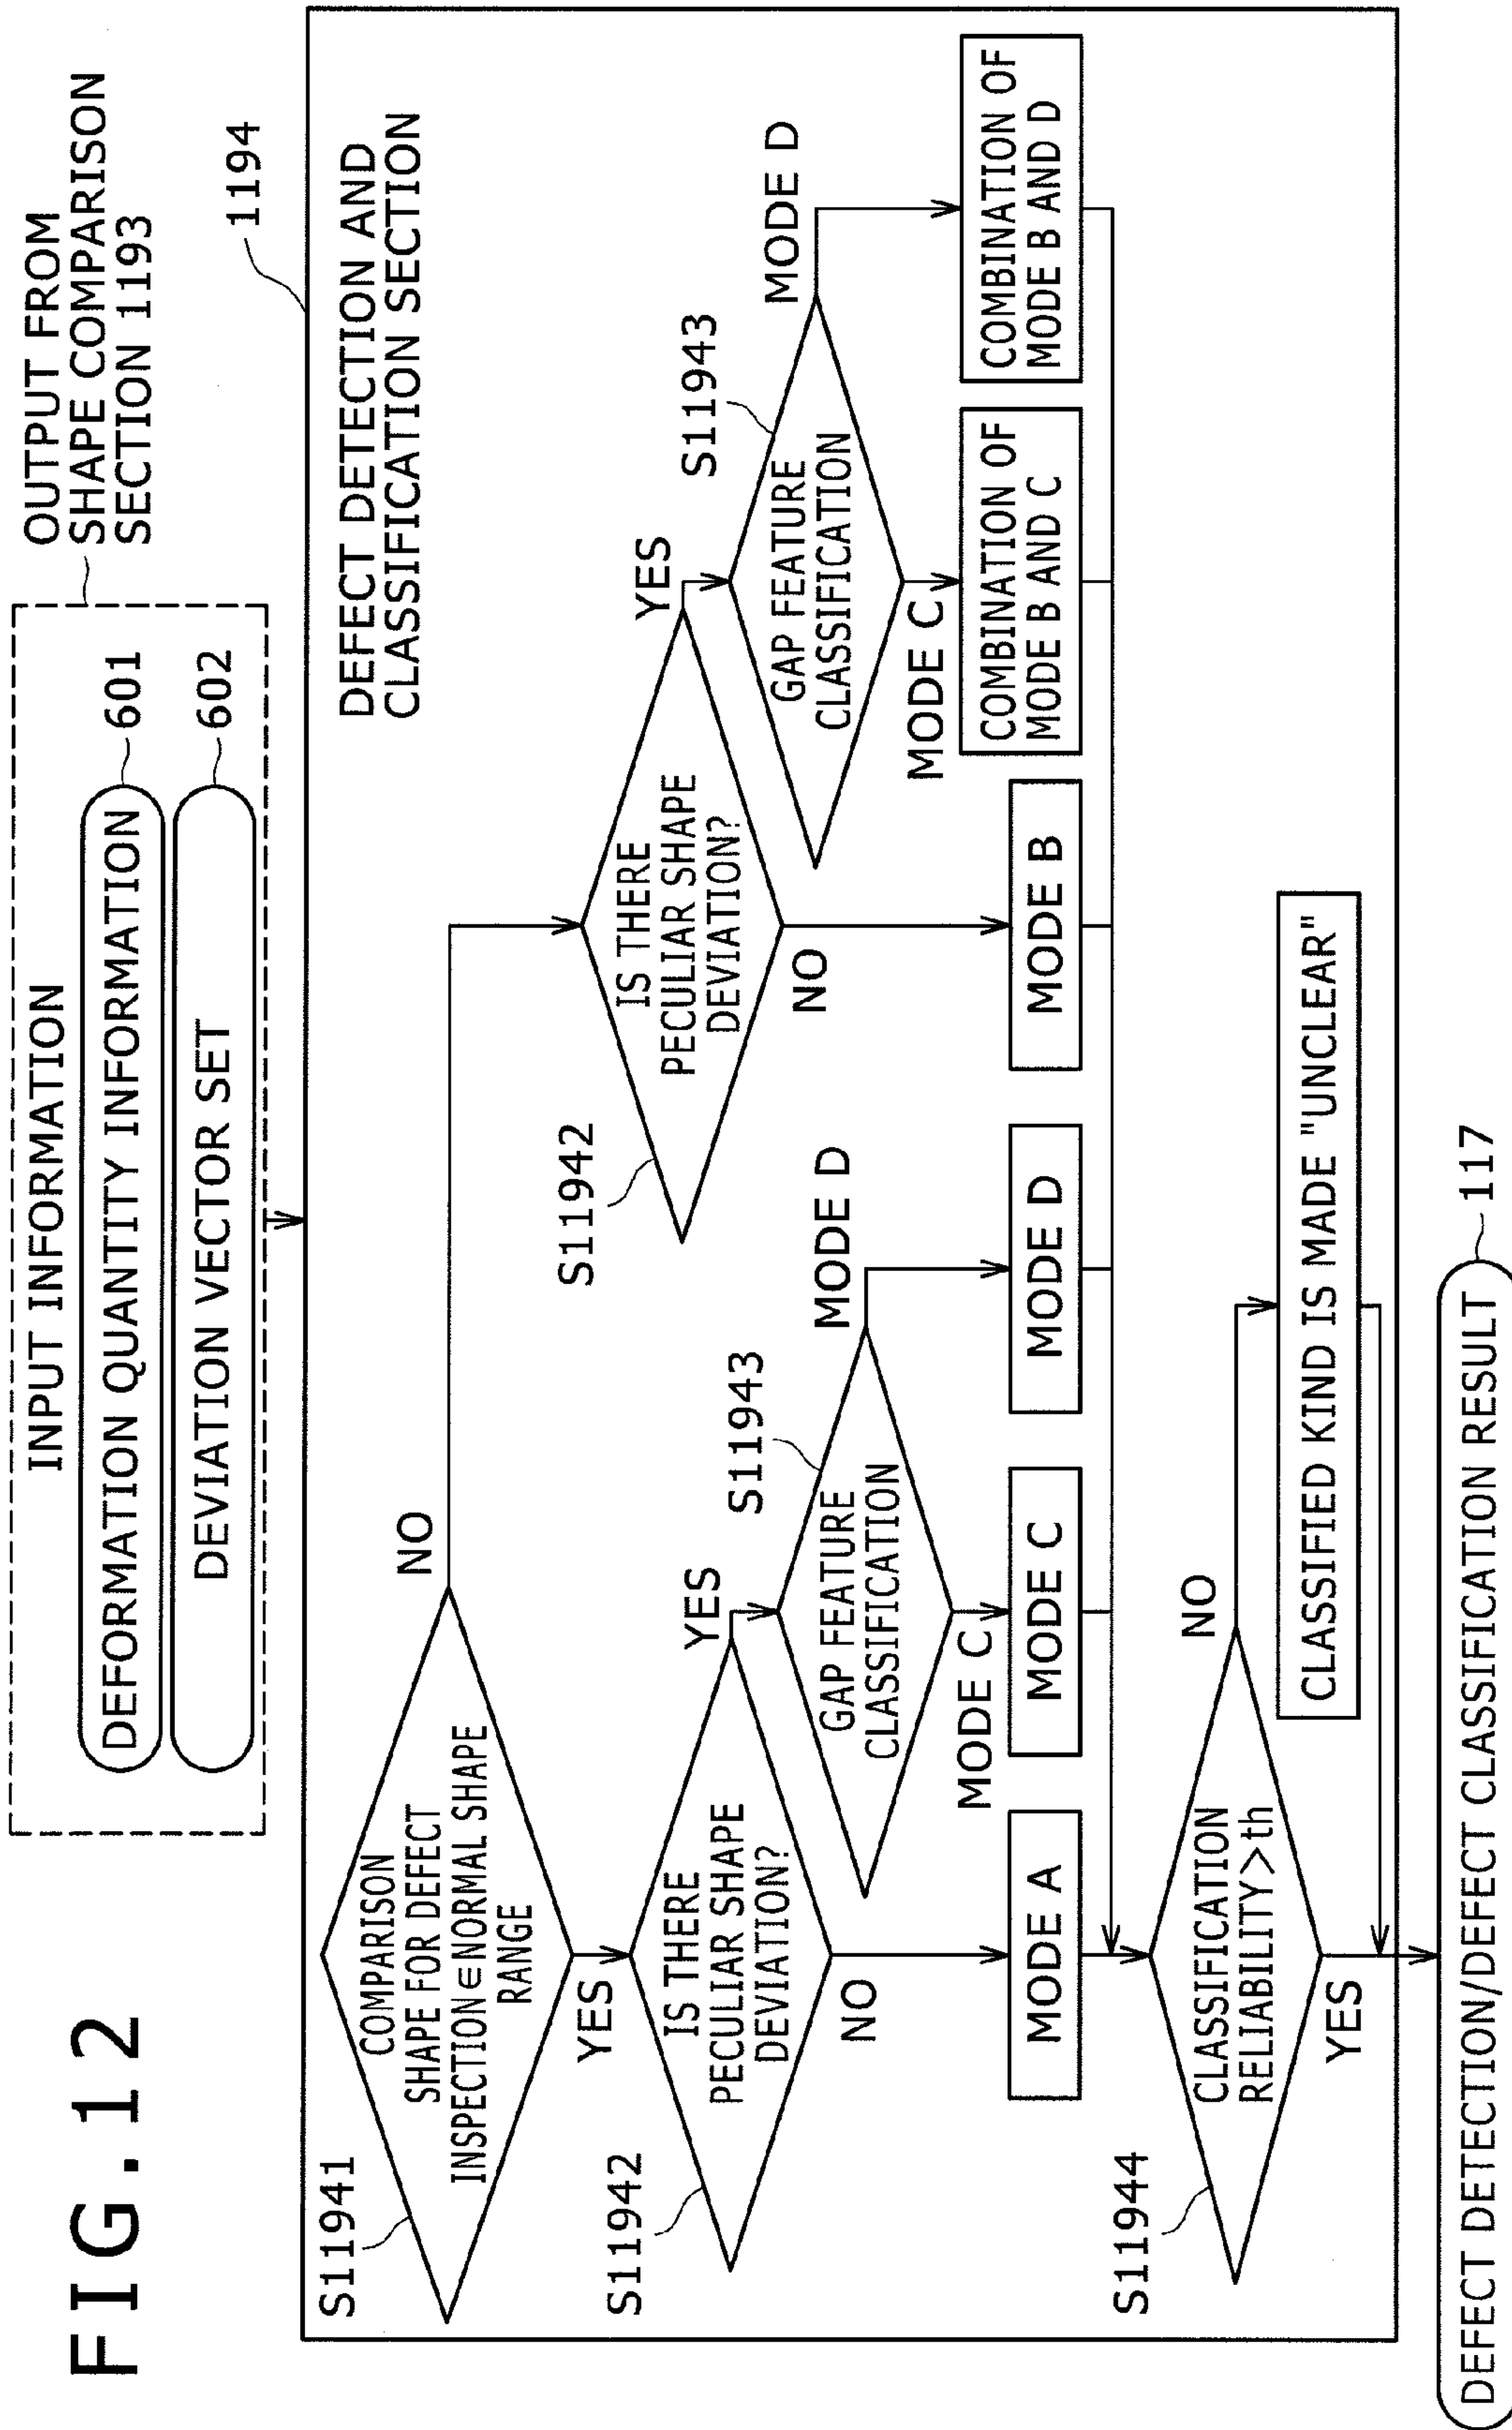 FIG.12
INPUT INFORMATION
DEFORMATION QUANTITY INFORMATION
601
DEVIATION VECTOR SET
602
OUTPUT FROM
SHAPE COMPARISON
SECTION 1193
1194
DEFECT DETECTION AND
CLASSIFICATION SECTION
S11941
COMPARISON
SHAPE FOR DEFECT
INSPECTION∈NORMAL SHAPE
RANGE
NO
YES
S11942
IS THERE
PECULIAR SHAPE
DEVIATION?
YES
NO
S11943
GAP FEATURE
CLASSIFICATION
MODE D
MODE C
S11942
IS THERE
PECULIAR SHAPE
DEVIATION?
YES
NO
S11943
GAP FEATURE
CLASSIFICATION
MODE D
MODE C
MODE A
MODE C
MODE D
MODE B
COMBINATION OF
MODE B AND C
COMBINATION OF
MODE B AND D
S11944
CLASSIFICATION
RELIABILITY>th
NO
YES
CLASSIFIED KIND IS MADE "UNCLEAR"
DEFECT DETECTION/DEFECT CLASSIFICATION RESULT
117